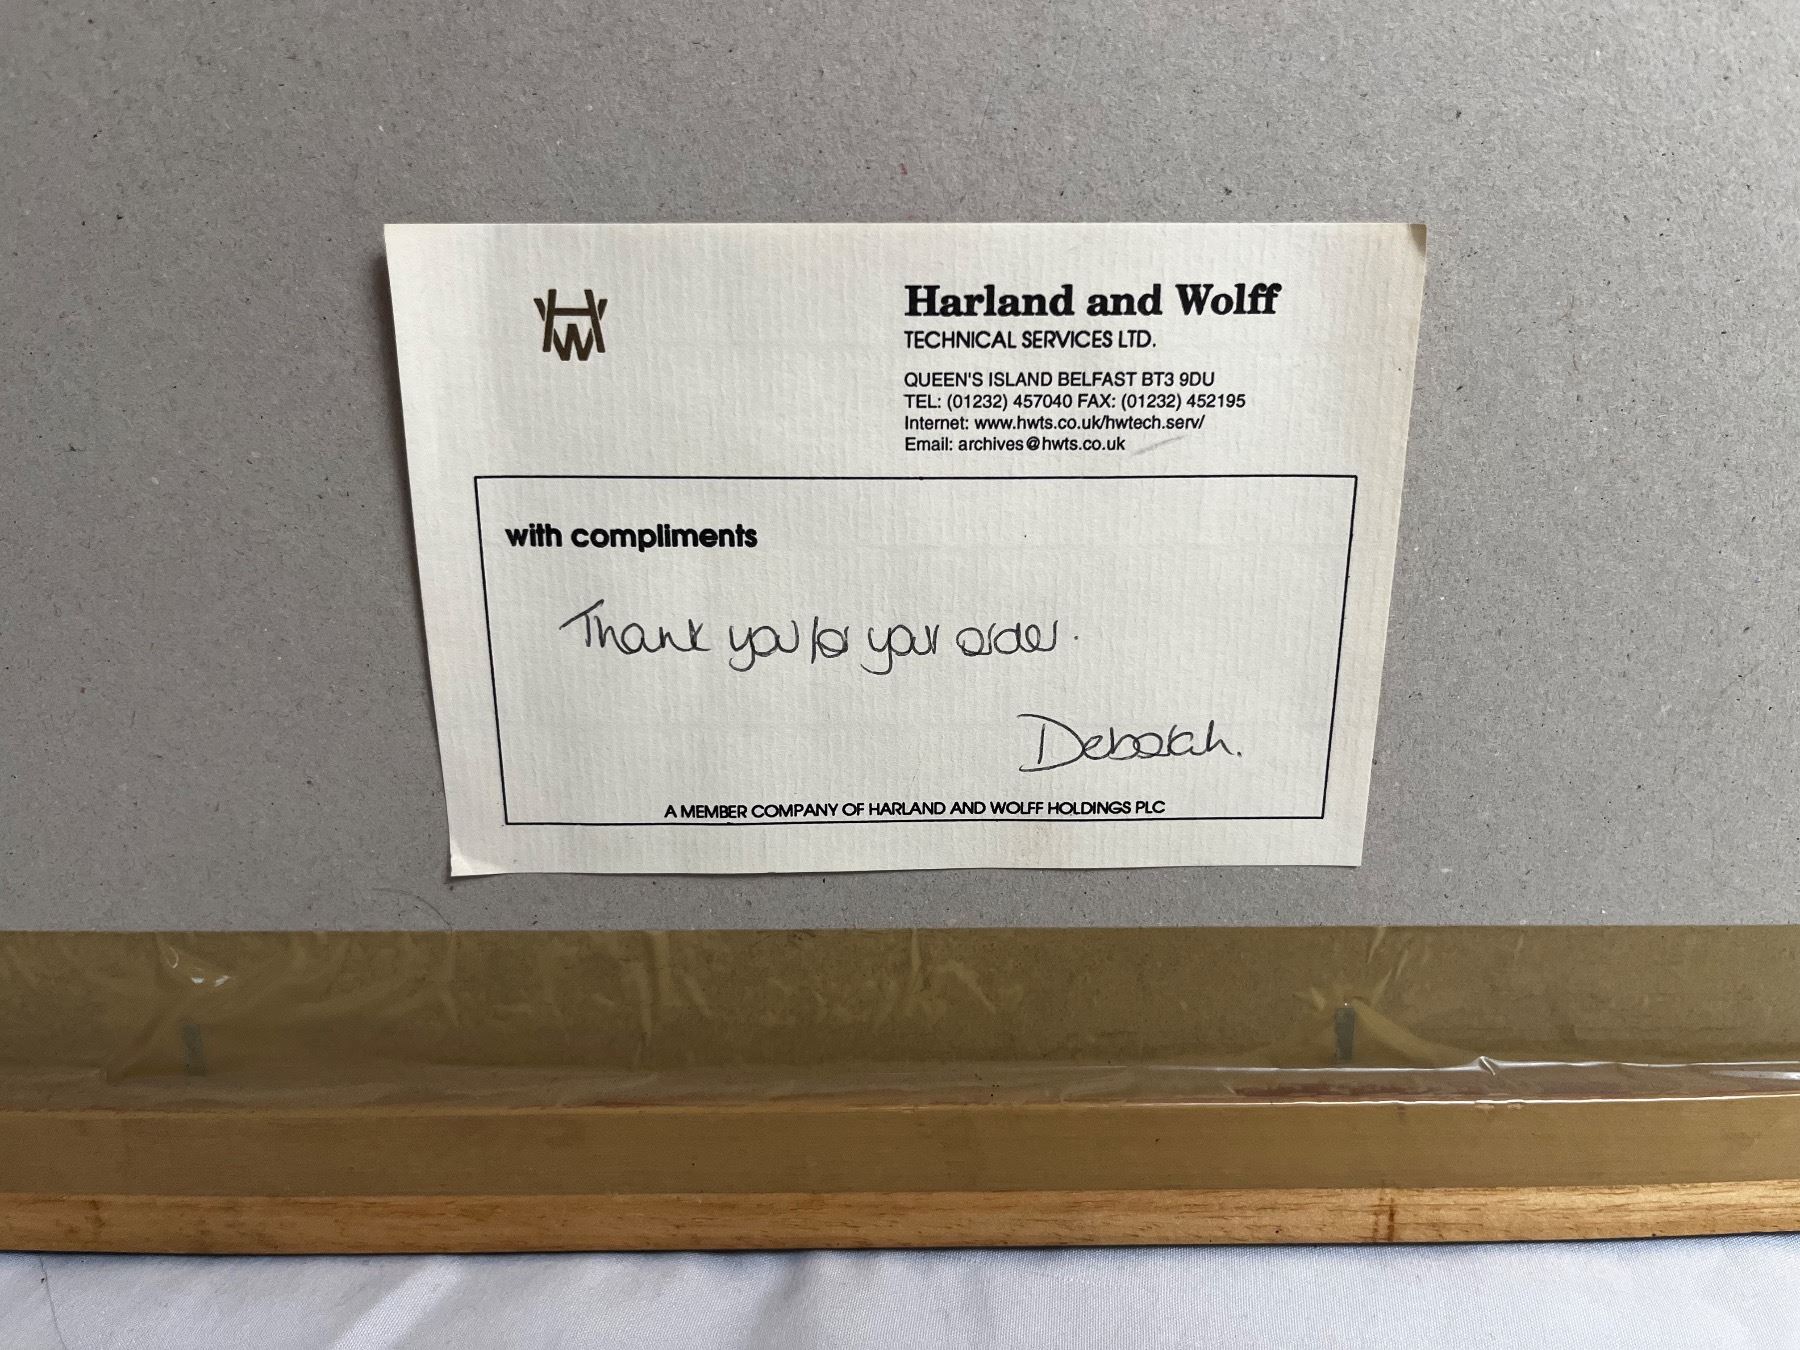 HW
Harland and Wolff
TECHNICAL SERVICES LTD.
QUEEN'S ISLAND BELFAST BT3 9DU
TEL: (01232) 457040 FAX: (01232) 452195
Internet: www.hwts.co.uk/hwtech.serv/
Email: archives@hwts.co.uk
with compliments
Thank you for your order.
Deborah.
A MEMBER COMPANY OF HARLAND AND WOLFF HOLDINGS PLC